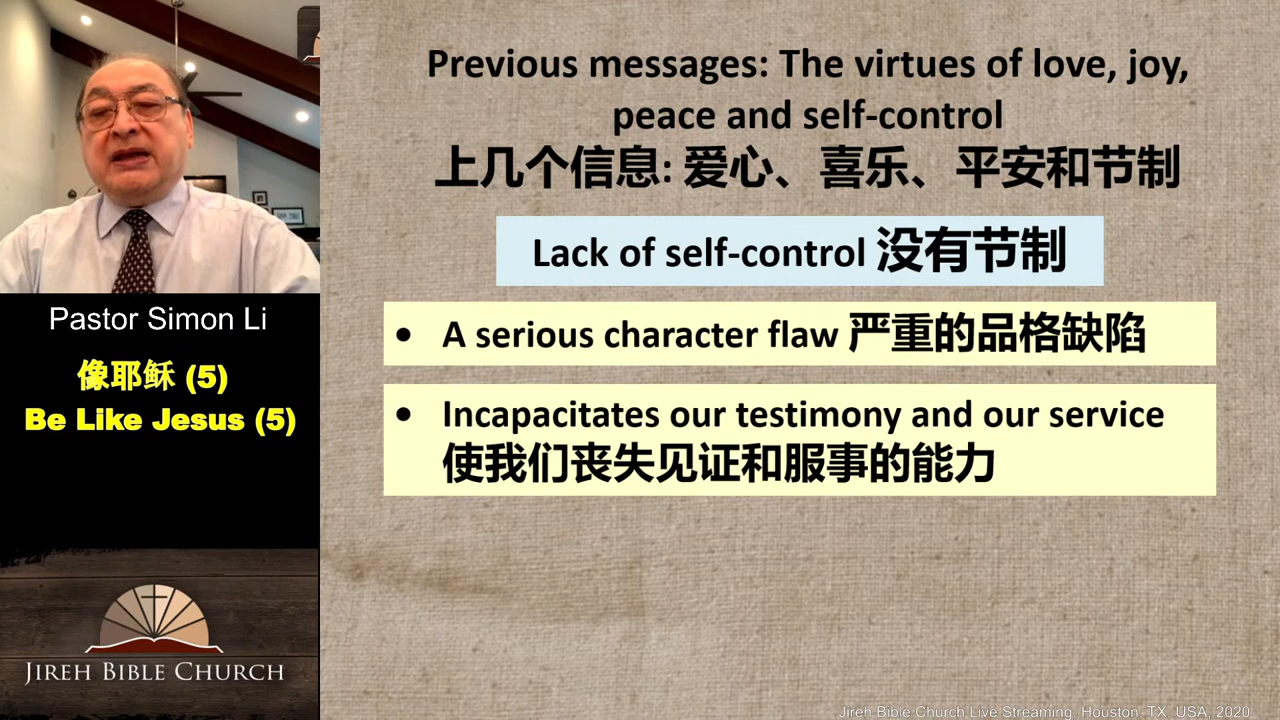 Pastor Simon Li
像耶稣 (5)
Be Like Jesus (5)
JIREH BIBLE CHURCH
Previous messages: The virtues of love, joy,
peace and self-control
上几个信息: 爱心、喜乐、平安和节制
Lack of self-control 没有节制
• A serious character flaw 严重的品格缺陷
• Incapacitates our testimony and our service
使我们丧失见证和服事的能力
Jireh Bible Church Live Streaming, Houston, TX, USA, 2020